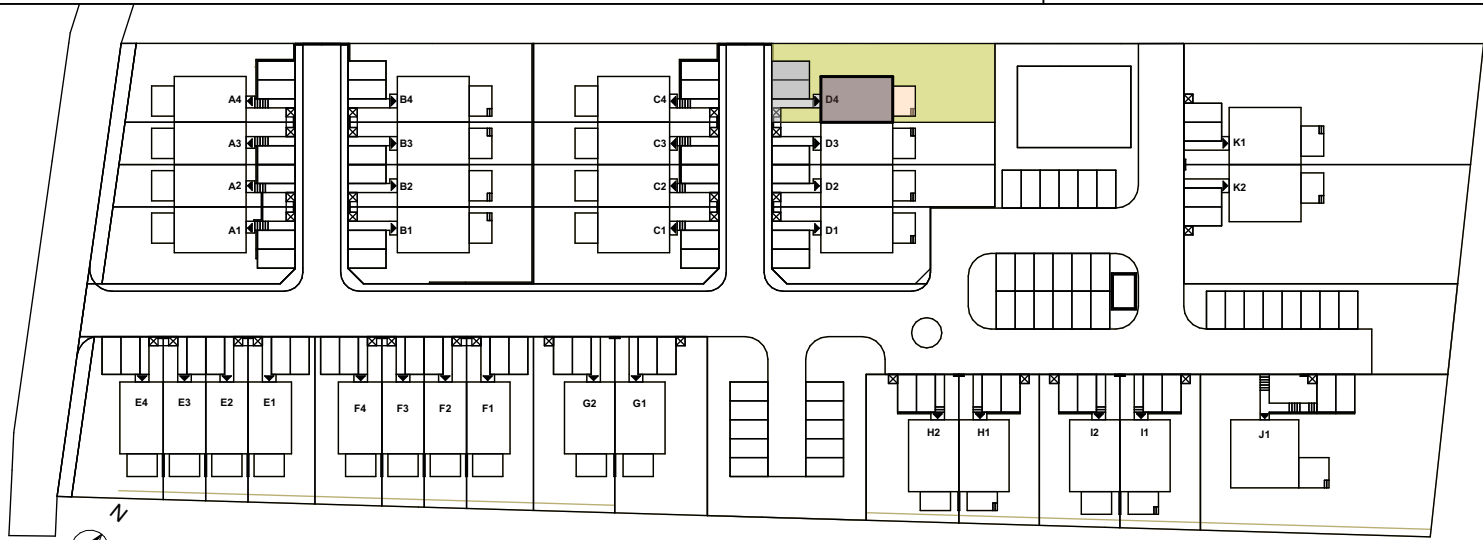 A4 B4 C4 D4
A3 B3 C3 D3 K1
A2 B2 C2 D2 K2
A1 B1 C1 D1
E4 E3 E2 E1 F4 F3 F2 F1 G2 G1
H2 H1 I2 I1 J1
N